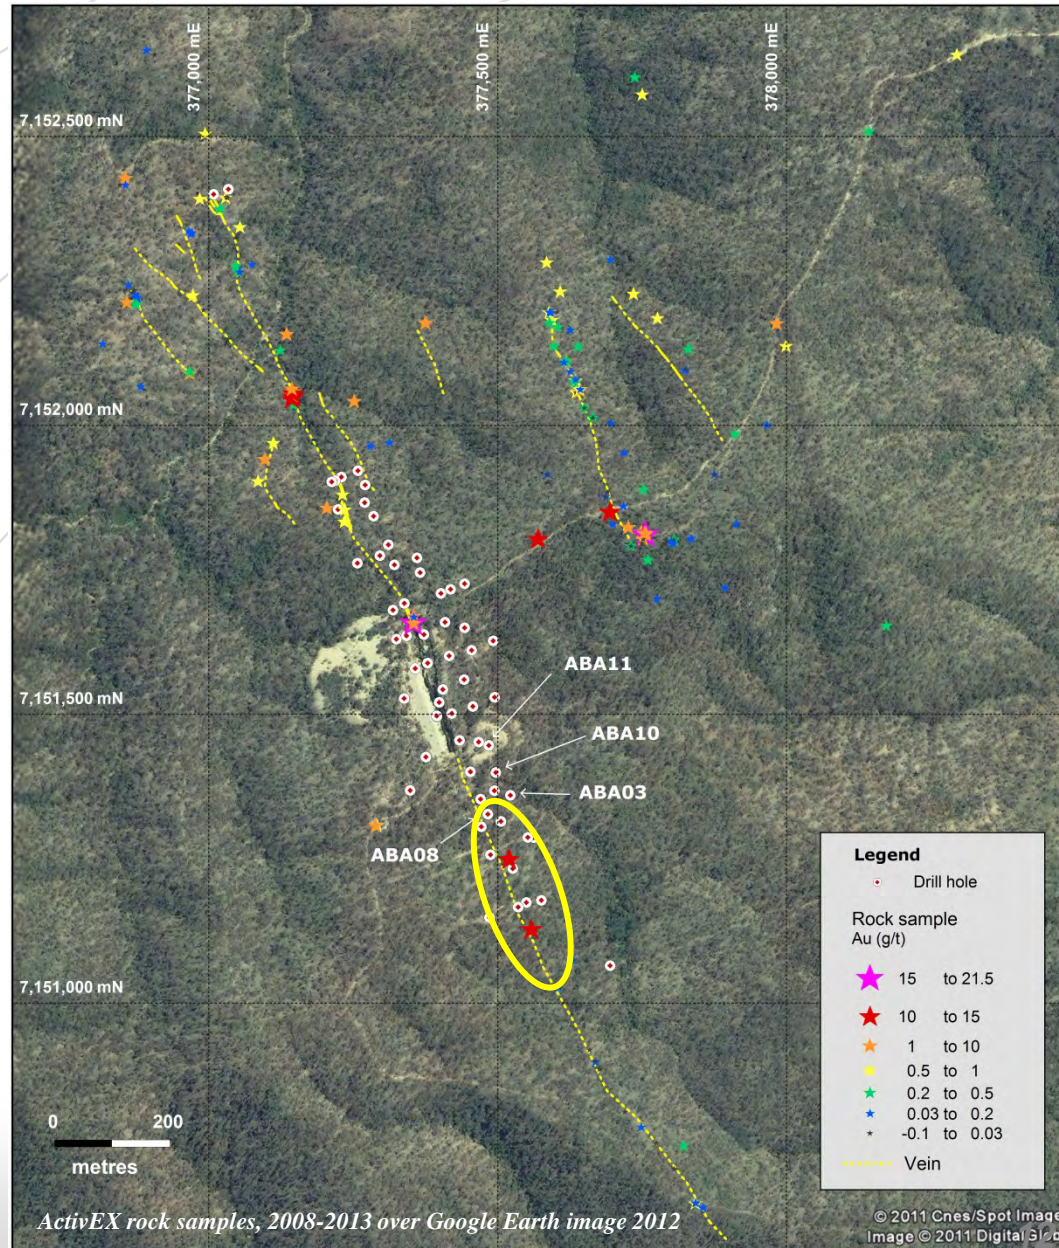 377,000 mE
377,500 mE
378,000 mE
7,152,500 mN
7,152,000 mN
7,151,500 mN
7,151,000 mN
ABA11
ABA10
ABA03
ABA08
Legend
Drill hole
Rock sample
Au (g/t)
15 to 21.5
10 to 15
1 to 10
0.5 to 1
0.2 to 0.5
0.03 to 0.2
-0.1 to 0.03
Vein
0 200
metres
ActivEX rock samples, 2008-2013 over Google Earth image 2012
© 2011 Cnes/Spot Image
Image © 2011 DigitalGlob